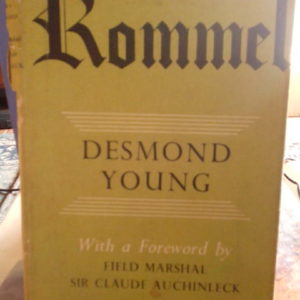 Rommel
DESMOND
YOUNG
With a Foreword by
FIELD MARSHAL
SIR CLAUDE AUCHINLECK